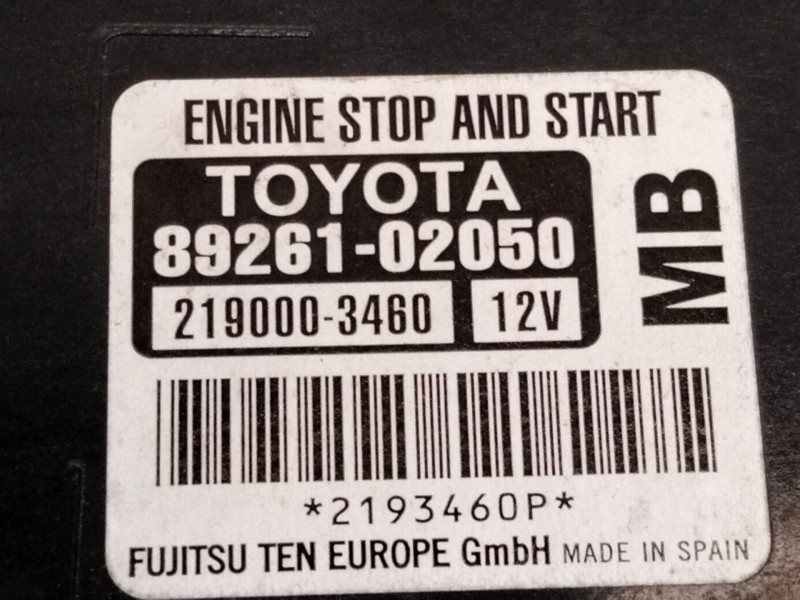 ENGINE STOP AND START
TOYOTA
89261-02050
219000-3460 12V
MB
*2193460P*
FUJITSU TEN EUROPE GmbH MADE IN SPAIN